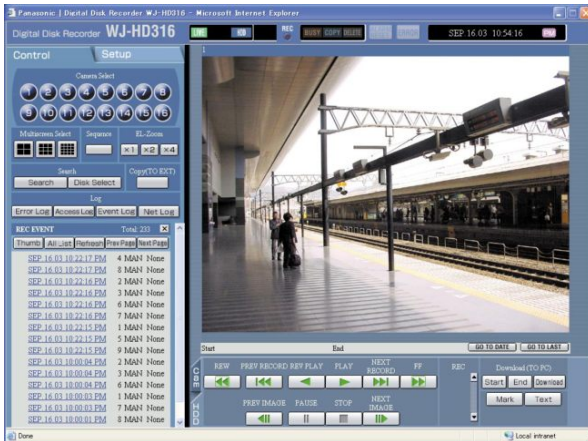 Panasonic | Digital Disk Recorder WJ-HD316 - Microsoft Internet Explorer
Digital Disk Recorder WJ-HD316
LIVE
REC
BUSY COPY DELETE
ERROR
SEP 16.03 10:54:16 PM
Control
Setup
1
Camera Select
1 2 3 4 5 6 7 8
9 10 11 12 13 14 15 16
Multiscreen Select Sequence EL-Zoom
×1 ×2 ×4
Search Copy(TO EXT)
Search Disk Select
Log
Error Log Access Log Event Log Net Log
REC EVENT Total: 233
Thumb All List Refresh Prev Page Next Page
SEP.16.03 10:22:17 PM 4 MAN None
SEP.16.03 10:22:17 PM 8 MAN None
SEP.16.03 10:22:16 PM 2 MAN None
SEP.16.03 10:22:16 PM 3 MAN None
SEP.16.03 10:22:16 PM 6 MAN None
SEP.16.03 10:22:16 PM 7 MAN None
SEP.16.03 10:22:15 PM 1 MAN None
SEP.16.03 10:22:15 PM 5 MAN None
SEP.16.03 10:22:15 PM 9 MAN None
SEP.16.03 10:00:04 PM 2 MAN None
SEP.16.03 10:00:04 PM 3 MAN None
SEP.16.03 10:00:04 PM 6 MAN None
SEP.16.03 10:00:03 PM 1 MAN None
SEP.16.03 10:00:03 PM 7 MAN None
SEP.16.03 10:00:01 PM 8 MAN None
Start End GO TO DATE GO TO LAST
Cam
HDD
REW PREV RECORD REV PLAY PLAY NEXT RECORD FF
PREV IMAGE PAUSE STOP NEXT IMAGE
REC
Download (TO PC)
Start End Download
Mark Text
Done
Local intranet